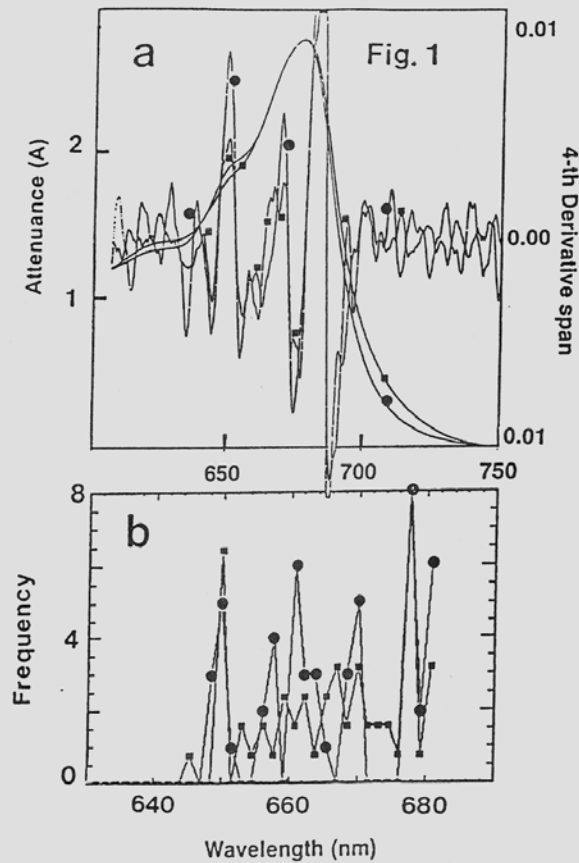 a
Fig. 1
Attenuance (A)
2
1
0.01
0.00
0.01
4-th Derivative span
650
700
750
b
Frequency
8
4
0
640
660
680
Wavelength (nm)